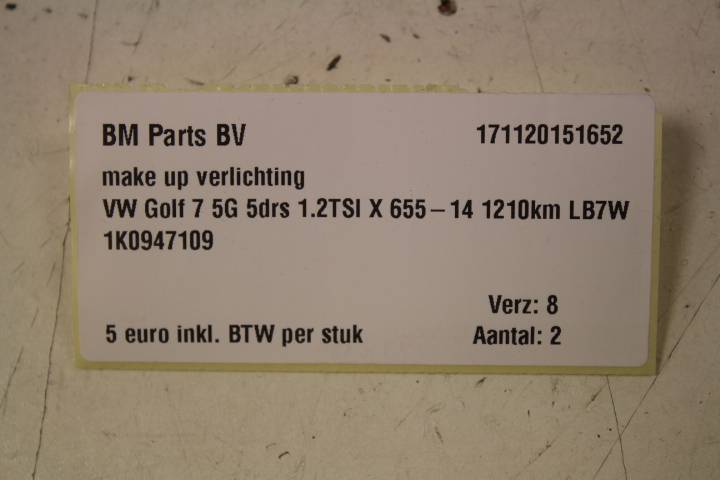 BM Parts BV 171120151652
make up verlichting
VW Golf 7 5G 5drs 1.2TSI X 655-14 1210km LB7W
1K0947109
Verz: 8
5 euro inkl. BTW per stuk Aantal: 2